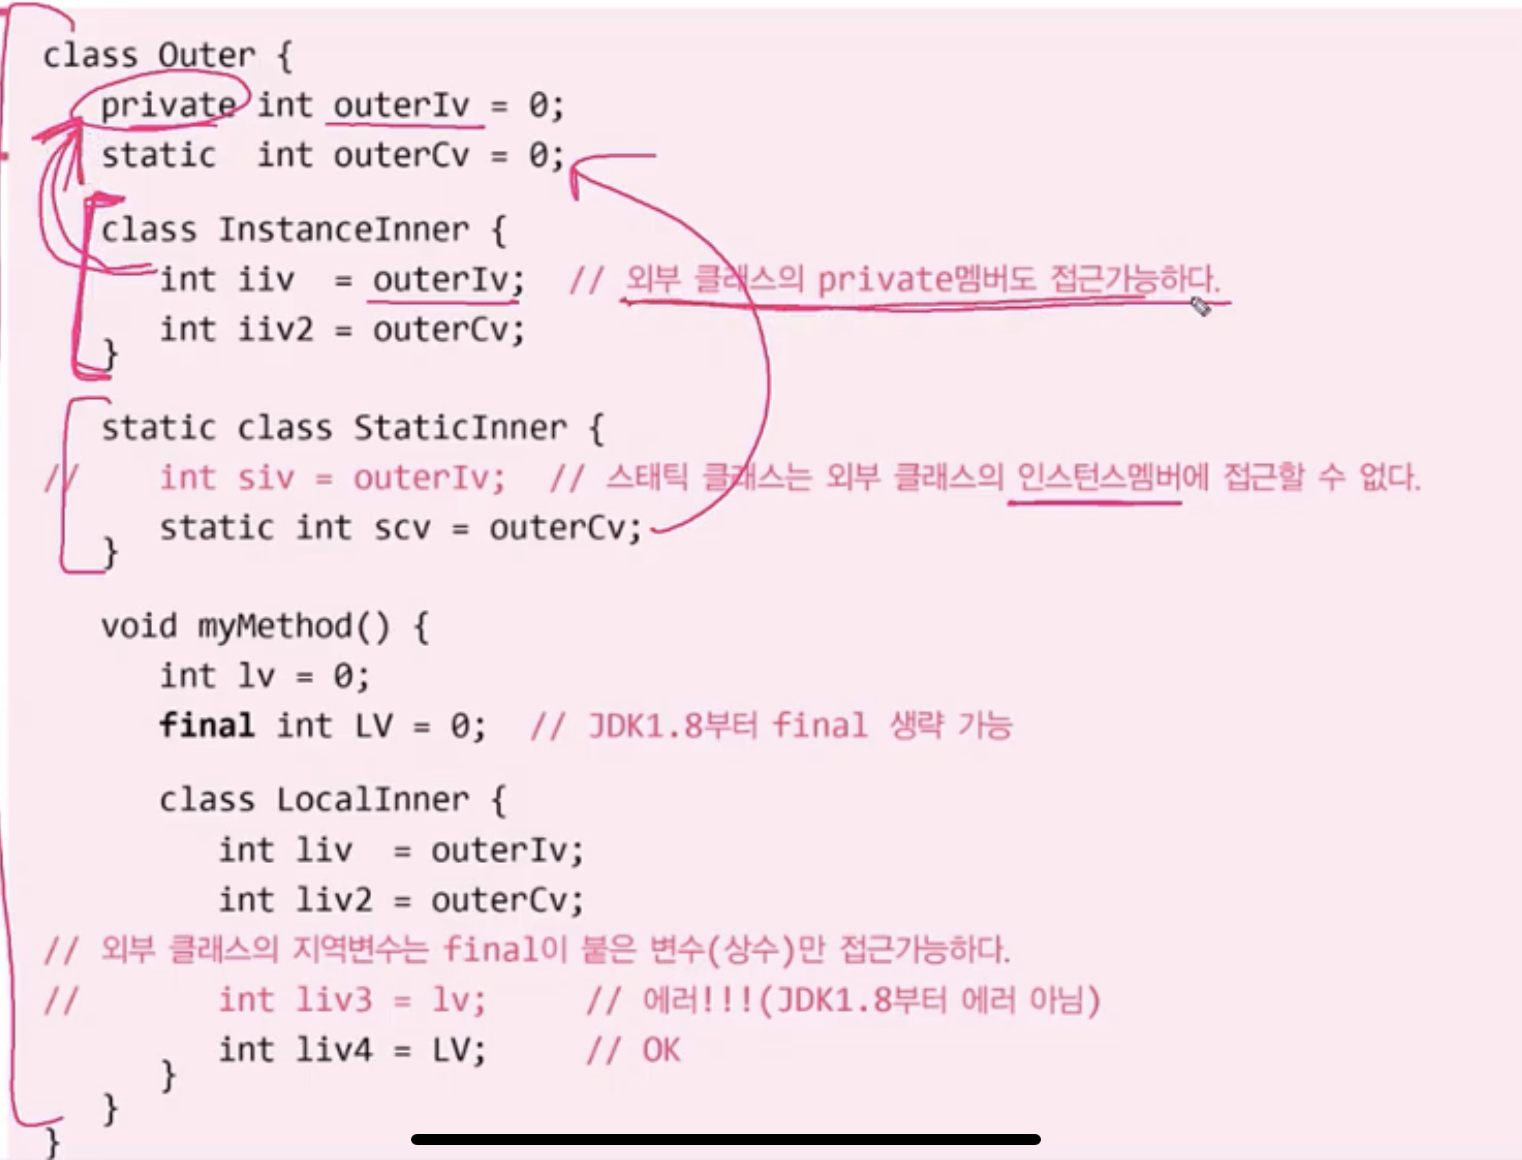 class Outer {
private int outerIv = 0;
static int outerCv = 0;
class InstanceInner {
int iiv = outerIv; // 외부 클래스의 private멤버도 접근가능하다.
int iiv2 = outerCv;
}
static class StaticInner {
// int siv = outerIv; // 스태틱 클래스는 외부 클래스의 인스턴스멤버에 접근할 수 없다.
static int scv = outerCv;
}
void myMethod() {
int lv = 0;
final int LV = 0; // JDK1.8부터 final 생략 가능
class LocalInner {
int liv = outerIv;
int liv2 = outerCv;
// 외부 클래스의 지역변수는 final이 붙은 변수(상수)만 접근가능하다.
// int liv3 = lv; // 에러!!!(JDK1.8부터 에러 아님)
int liv4 = LV; // OK
}
}
}